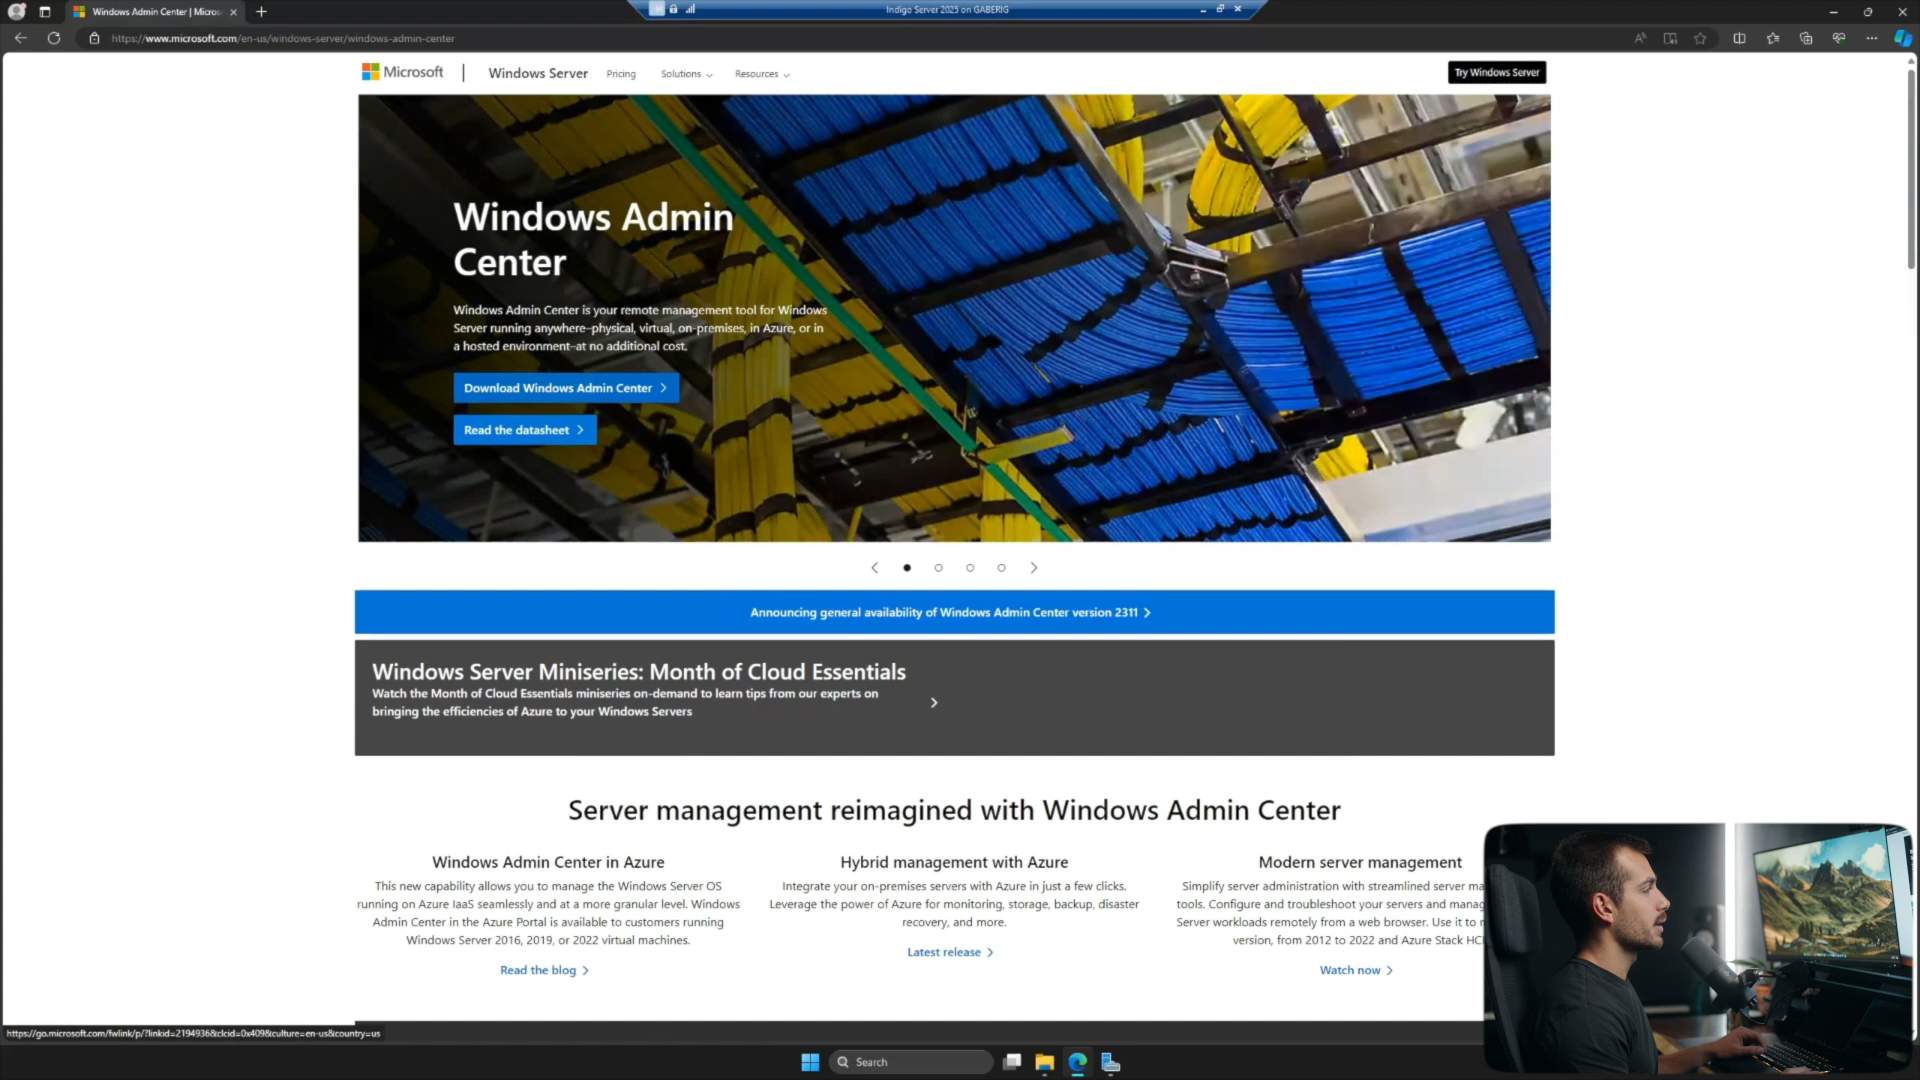 Windows Admin Center | Micros
Indigo Server 2025 on GABERIG
https://www.microsoft.com/en-us/windows-server/windows-admin-center
Microsoft
Windows Server
Pricing
Solutions
Resources
Try Windows Server
Windows Admin
Center
Windows Admin Center is your remote management tool for Windows
Server running anywhere–physical, virtual, on-premises, in Azure, or in
a hosted environment–at no additional cost.
Download Windows Admin Center
Read the datasheet
Announcing general availability of Windows Admin Center version 2311
Windows Server Miniseries: Month of Cloud Essentials
Watch the Month of Cloud Essentials miniseries on-demand to learn tips from our experts on
bringing the efficiencies of Azure to your Windows Servers
Server management reimagined with Windows Admin Center
Windows Admin Center in Azure
This new capability allows you to manage the Windows Server OS
running on Azure IaaS seamlessly and at a more granular level. Windows
Admin Center in the Azure Portal is available to customers running
Windows Server 2016, 2019, or 2022 virtual machines.
Read the blog
Hybrid management with Azure
Integrate your on-premises servers with Azure in just a few clicks.
Leverage the power of Azure for monitoring, storage, backup, disaster
recovery, and more.
Latest release
Modern server management
Simplify server administration with streamlined server ma
tools. Configure and troubleshoot your servers and manag
Server workloads remotely from a web browser. Use it to
version, from 2012 to 2022 and Azure Stack HCI
Watch now
https://go.microsoft.com/fwlink/p/?linkid=2194936&clcid=0x409&culture=en-us&country=us
Search